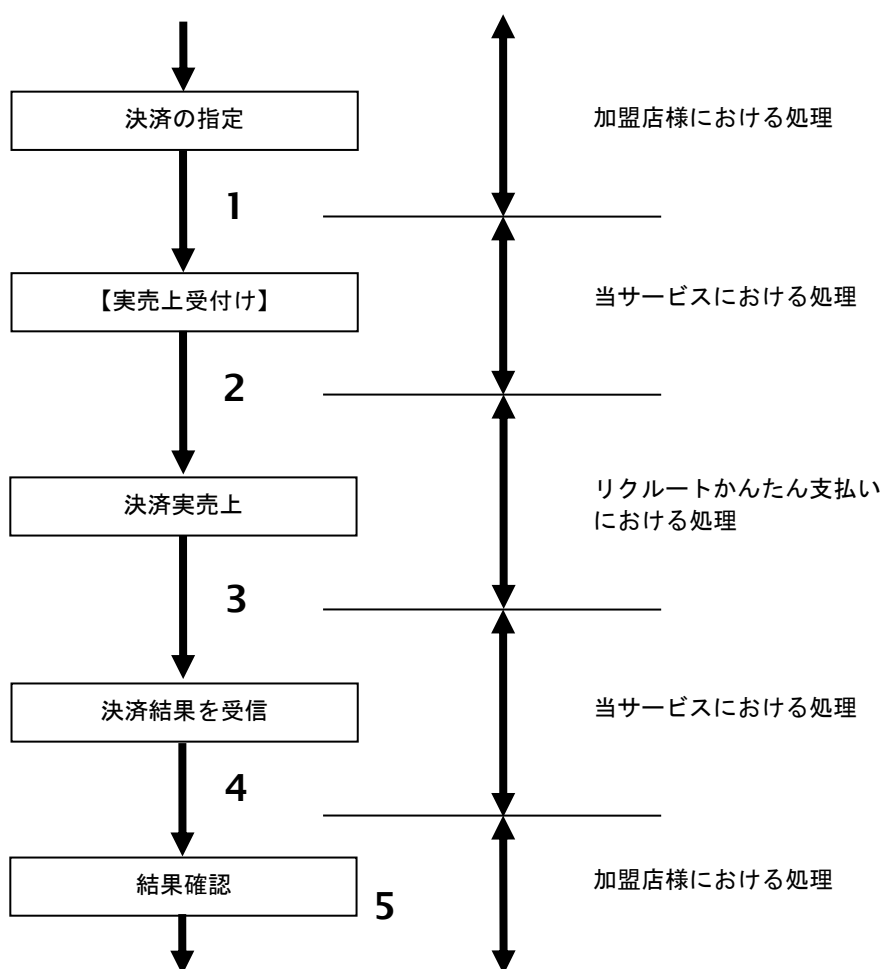 決済の指定
加盟店様における処理
1
【実売上受付け】
当サービスにおける処理
2
決済実売上
リクルートかんたん支払い
における処理
3
決済結果を受信
当サービスにおける処理
4
結果確認
加盟店様における処理
5